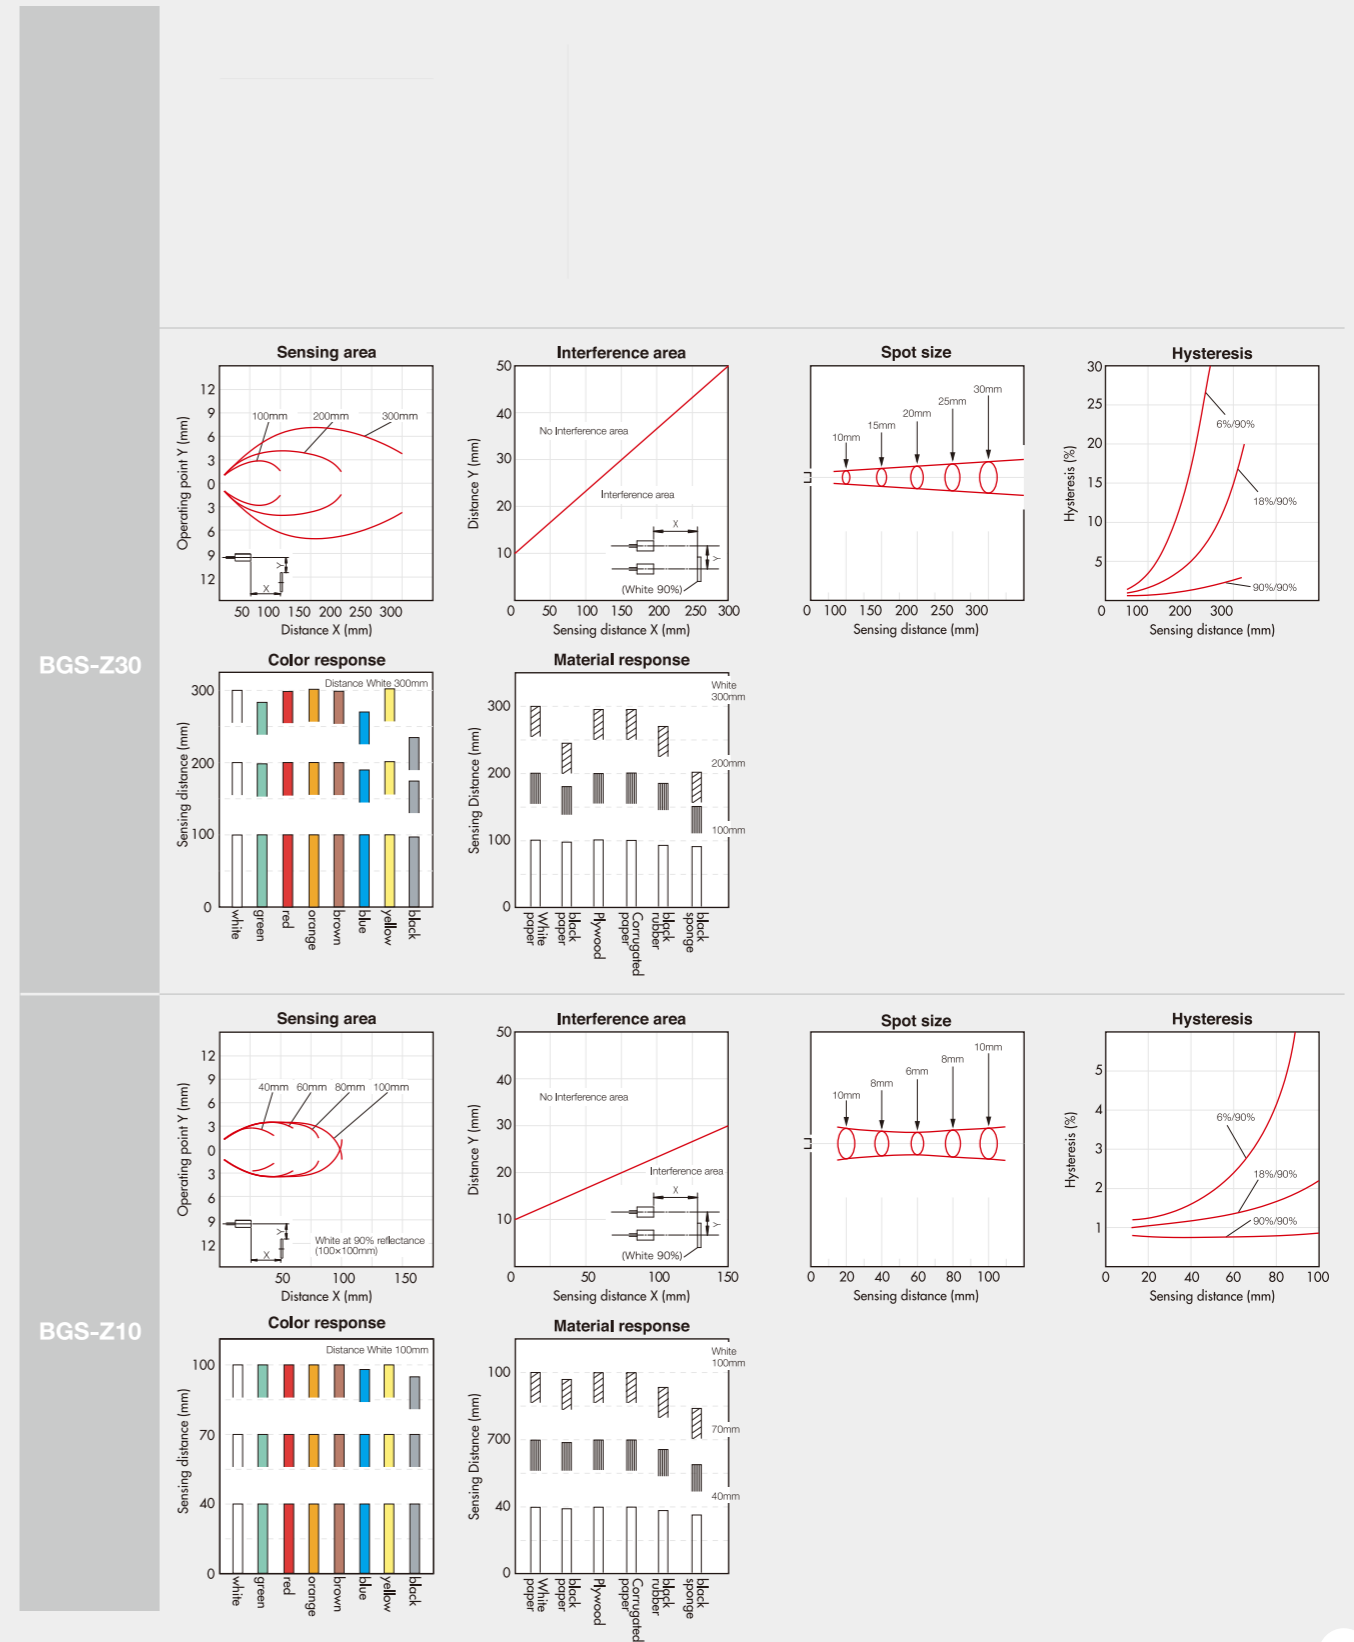 BGS-Z30
Sensing area
Operating point Y (mm)
12
9
6
3
0
3
6
9
12
100mm
200mm
300mm
Y
X
50 100 150 200 250 300
Distance X (mm)
Interference area
Distance Y (mm)
50
40
30
20
10
No Interference area
Interference area
X
Y
(White 90%)
0 50 100 150 200 250 300
Sensing distance X (mm)
Spot size
10mm
15mm
20mm
25mm
30mm
0 100 150 200 250 300
Sensing distance (mm)
Hysteresis
Hysteresis (%)
30
25
20
15
10
5
6%/90%
18%/90%
90%/90%
0 100 200 300
Sensing distance (mm)
Color response
Sensing distance (mm)
Distance White 300mm
300
200
100
0
white
green
red
orange
brown
blue
yellow
black
Material response
Sensing Distance (mm)
White
300mm
200mm
100mm
300
200
100
0
White
paper
black
paper
Plywood
Corrugated
paper
black
rubber
black
sponge
BGS-Z10
Sensing area
Operating point Y (mm)
12
9
6
3
0
3
6
9
12
40mm 60mm 80mm 100mm
Y
X
White at 90% reflectance
(100×100mm)
50 100 150
Distance X (mm)
Interference area
Distance Y (mm)
50
40
30
20
10
No Interference area
Interference area
X
Y
(White 90%)
0 50 100 150
Sensing distance X (mm)
Spot size
10mm
8mm
6mm
8mm
10mm
0 20 40 60 80 100
Sensing distance (mm)
Hysteresis
Hysteresis (%)
5
4
3
2
1
6%/90%
18%/90%
90%/90%
0 20 40 60 80 100
Sensing distance (mm)
Color response
Sensing distance (mm)
Distance White 100mm
100
70
40
0
white
green
red
orange
brown
blue
yellow
black
Material response
Sensing Distance (mm)
White
100mm
70mm
40mm
100
700
40
0
White
paper
black
paper
Plywood
Corrugated
paper
black
rubber
black
sponge